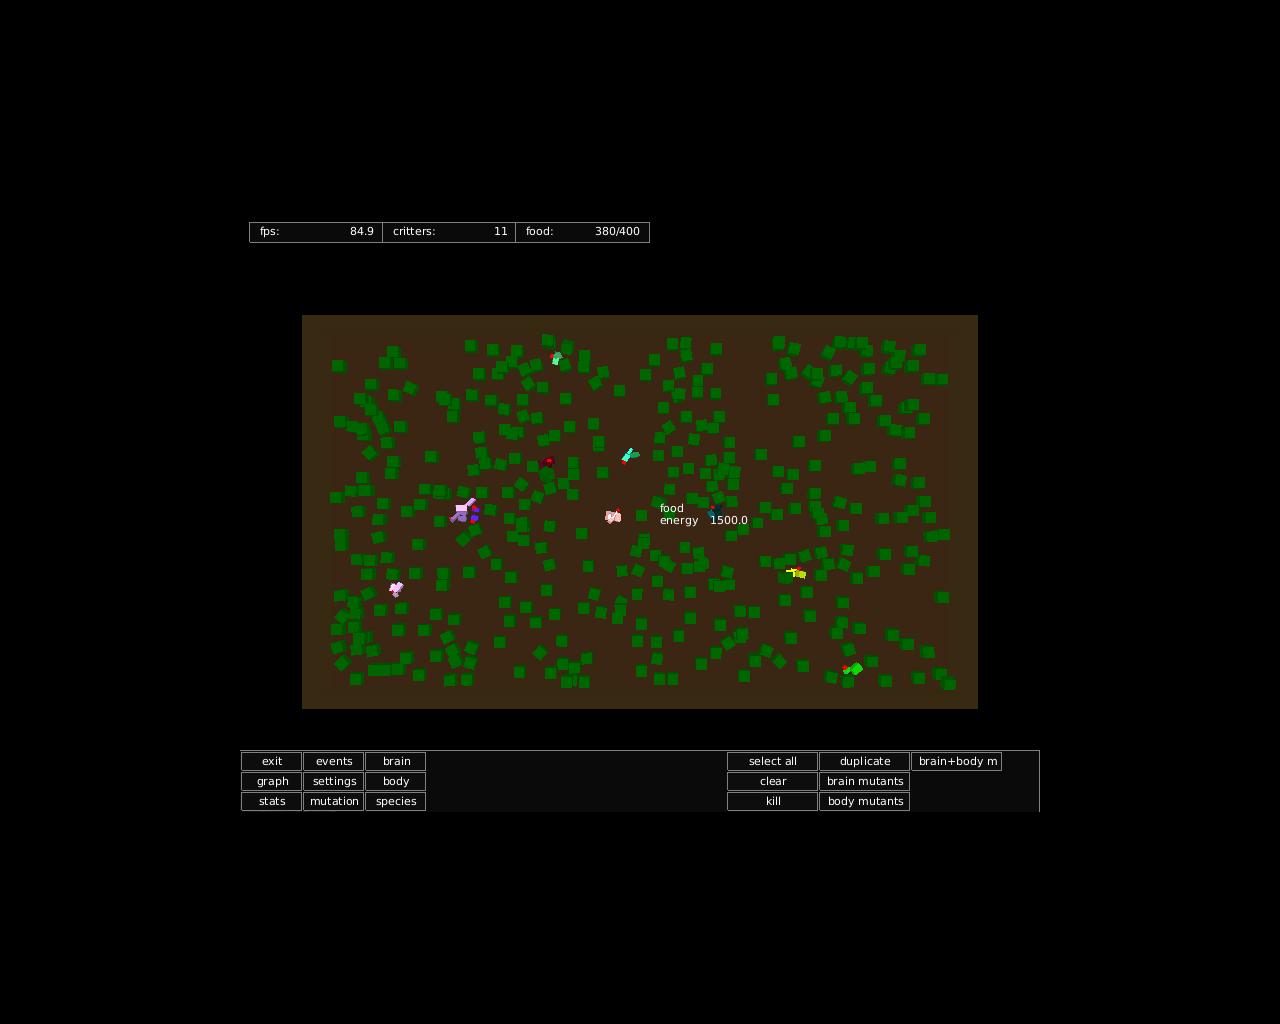 fps: 84.9 critters: 11 food: 380/400
food
energy 1500.0
exit events brain select all duplicate brain+body m
graph settings body clear brain mutants
stats mutation species kill body mutants